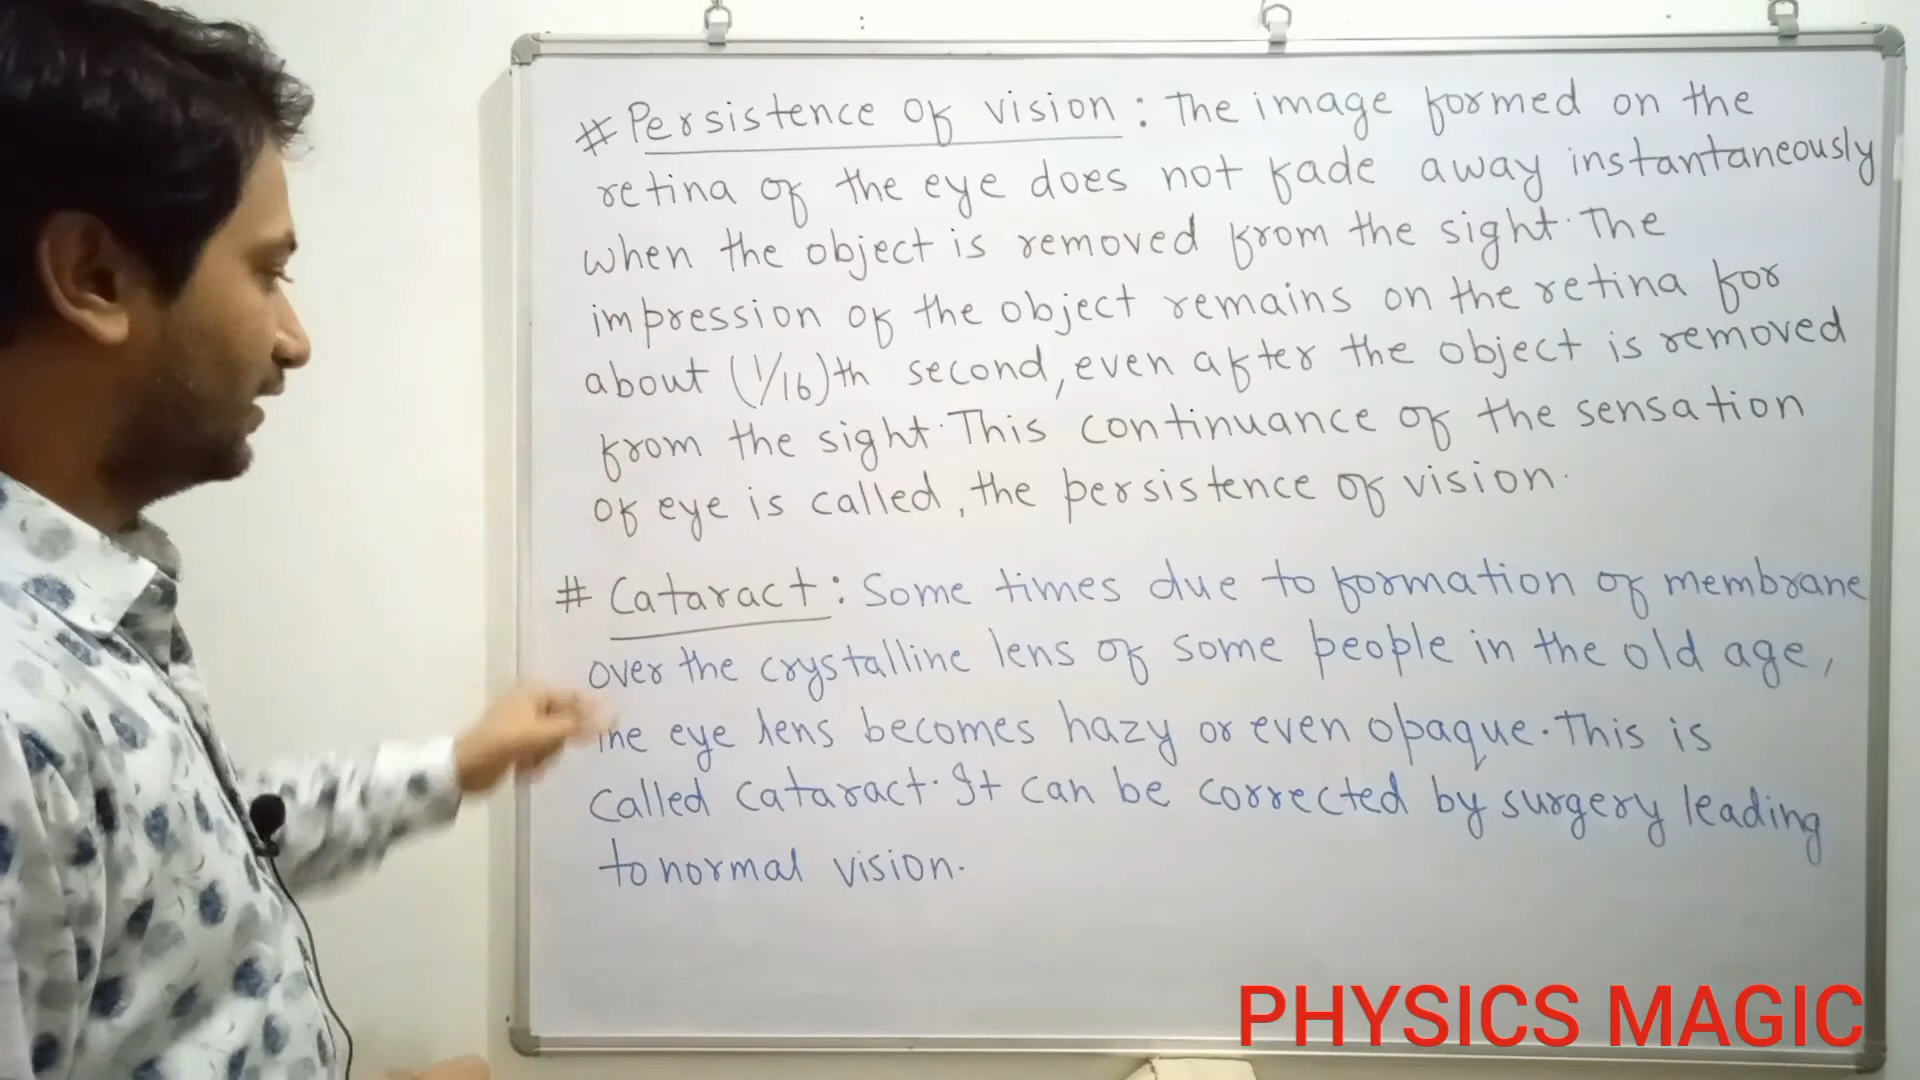 # Persistence of vision : The image formed on the
retina of the eye does not fade away instantaneously
when the object is removed from the sight. The
impression of the object remains on the retina for
about (1/16)th second, even after the object is removed
from the sight. This continuance of the sensation
of eye is called, the persistence of vision.
# Cataract : Some times due to formation of membrane
over the crystalline lens of some people in the old age,
the eye lens becomes hazy or even opaque. This is
called cataract. It can be corrected by surgery leading
to normal vision.
PHYSICS MAGIC